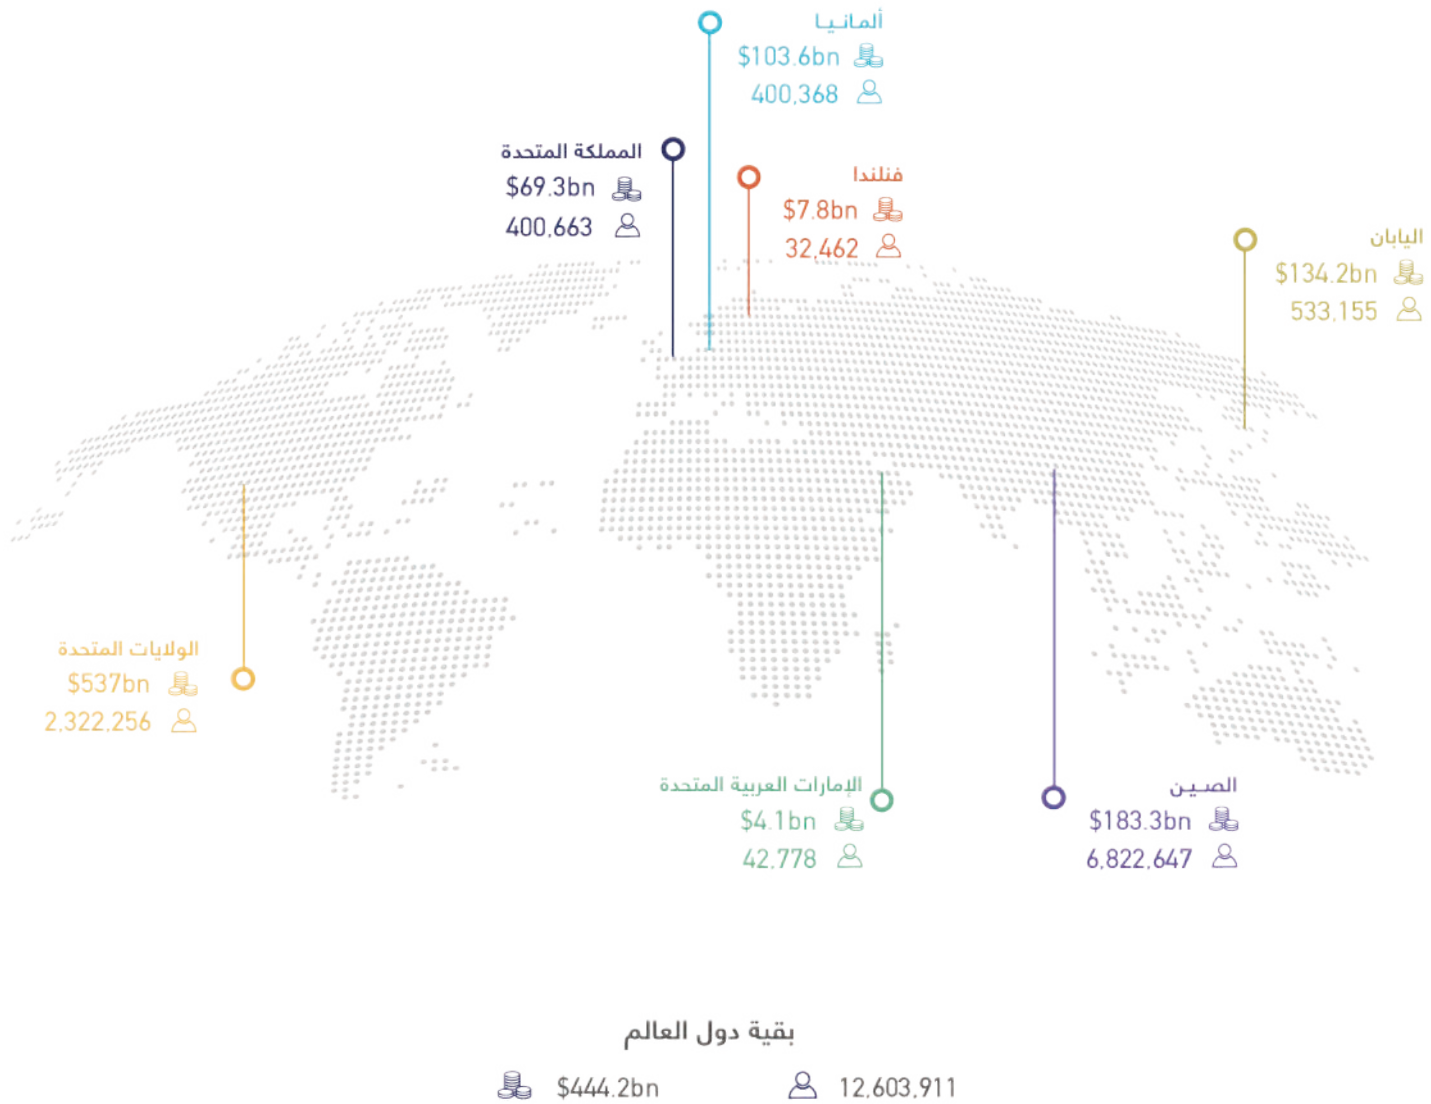 ألمانيا
$103.6bn
400,368
المملكة المتحدة
$69.3bn
400,663
فنلندا
$7.8bn
32,462
اليابان
$134.2bn
533,155
الولايات المتحدة
$537bn
2,322,256
الإمارات العربية المتحدة
$4.1bn
42,778
الصين
$183.3bn
6,822,647
بقية دول العالم
$444.2bn 12,603,911